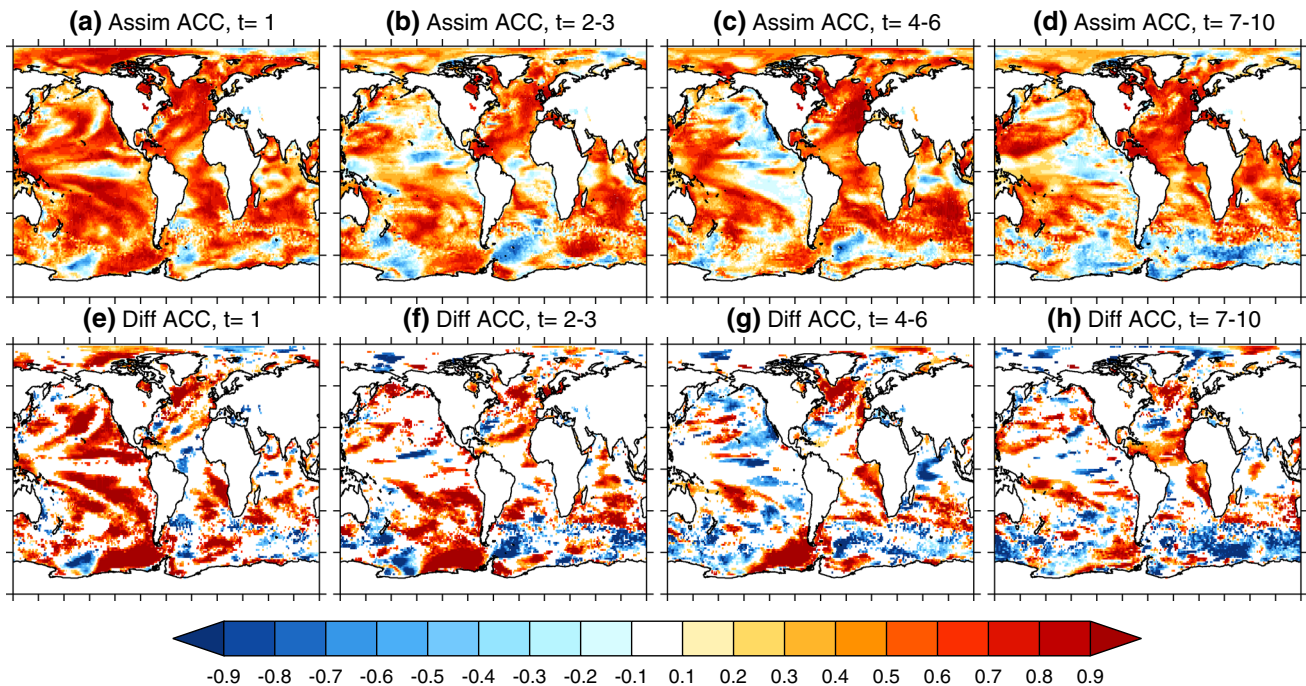 (a) Assim ACC, t= 1
(b) Assim ACC, t= 2-3
(c) Assim ACC, t= 4-6
(d) Assim ACC, t= 7-10
(e) Diff ACC, t= 1
(f) Diff ACC, t= 2-3
(g) Diff ACC, t= 4-6
(h) Diff ACC, t= 7-10
-0.9 -0.8 -0.7 -0.6 -0.5 -0.4 -0.3 -0.2 -0.1 0.1 0.2 0.3 0.4 0.5 0.6 0.7 0.8 0.9